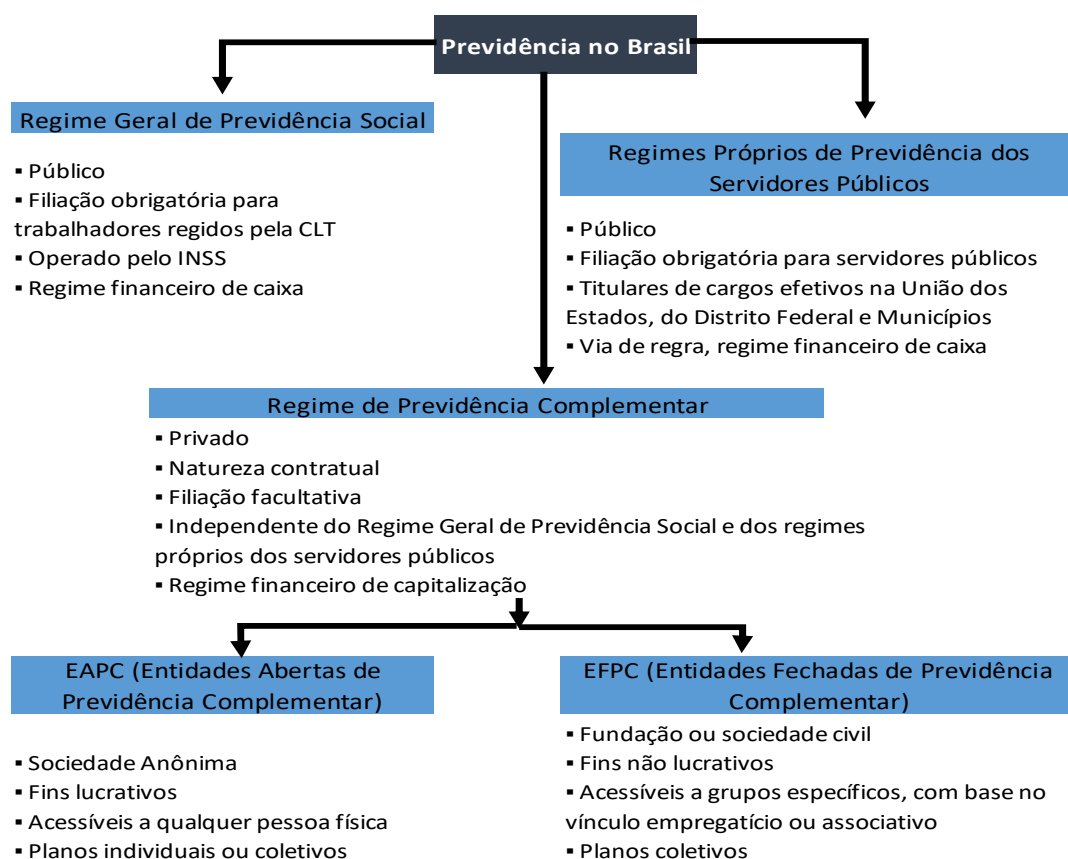 Previdência no Brasil
Regime Geral de Previdência Social
▪ Público
▪ Filiação obrigatória para
trabalhadores regidos pela CLT
▪ Operado pelo INSS
▪ Regime financeiro de caixa
Regimes Próprios de Previdência dos
Servidores Públicos
▪ Público
▪ Filiação obrigatória para servidores públicos
▪ Titulares de cargos efetivos na União dos
Estados, do Distrito Federal e Municípios
▪ Via de regra, regime financeiro de caixa
Regime de Previdência Complementar
▪ Privado
▪ Natureza contratual
▪ Filiação facultativa
▪ Independente do Regime Geral de Previdência Social e dos regimes
próprios dos servidores públicos
▪ Regime financeiro de capitalização
EAPC (Entidades Abertas de
Previdência Complementar)
▪ Sociedade Anônima
▪ Fins lucrativos
▪ Acessíveis a qualquer pessoa física
▪ Planos individuais ou coletivos
EFPC (Entidades Fechadas de Previdência
Complementar)
▪ Fundação ou sociedade civil
▪ Fins não lucrativos
▪ Acessíveis a grupos específicos, com base no
vínculo empregatício ou associativo
▪ Planos coletivos